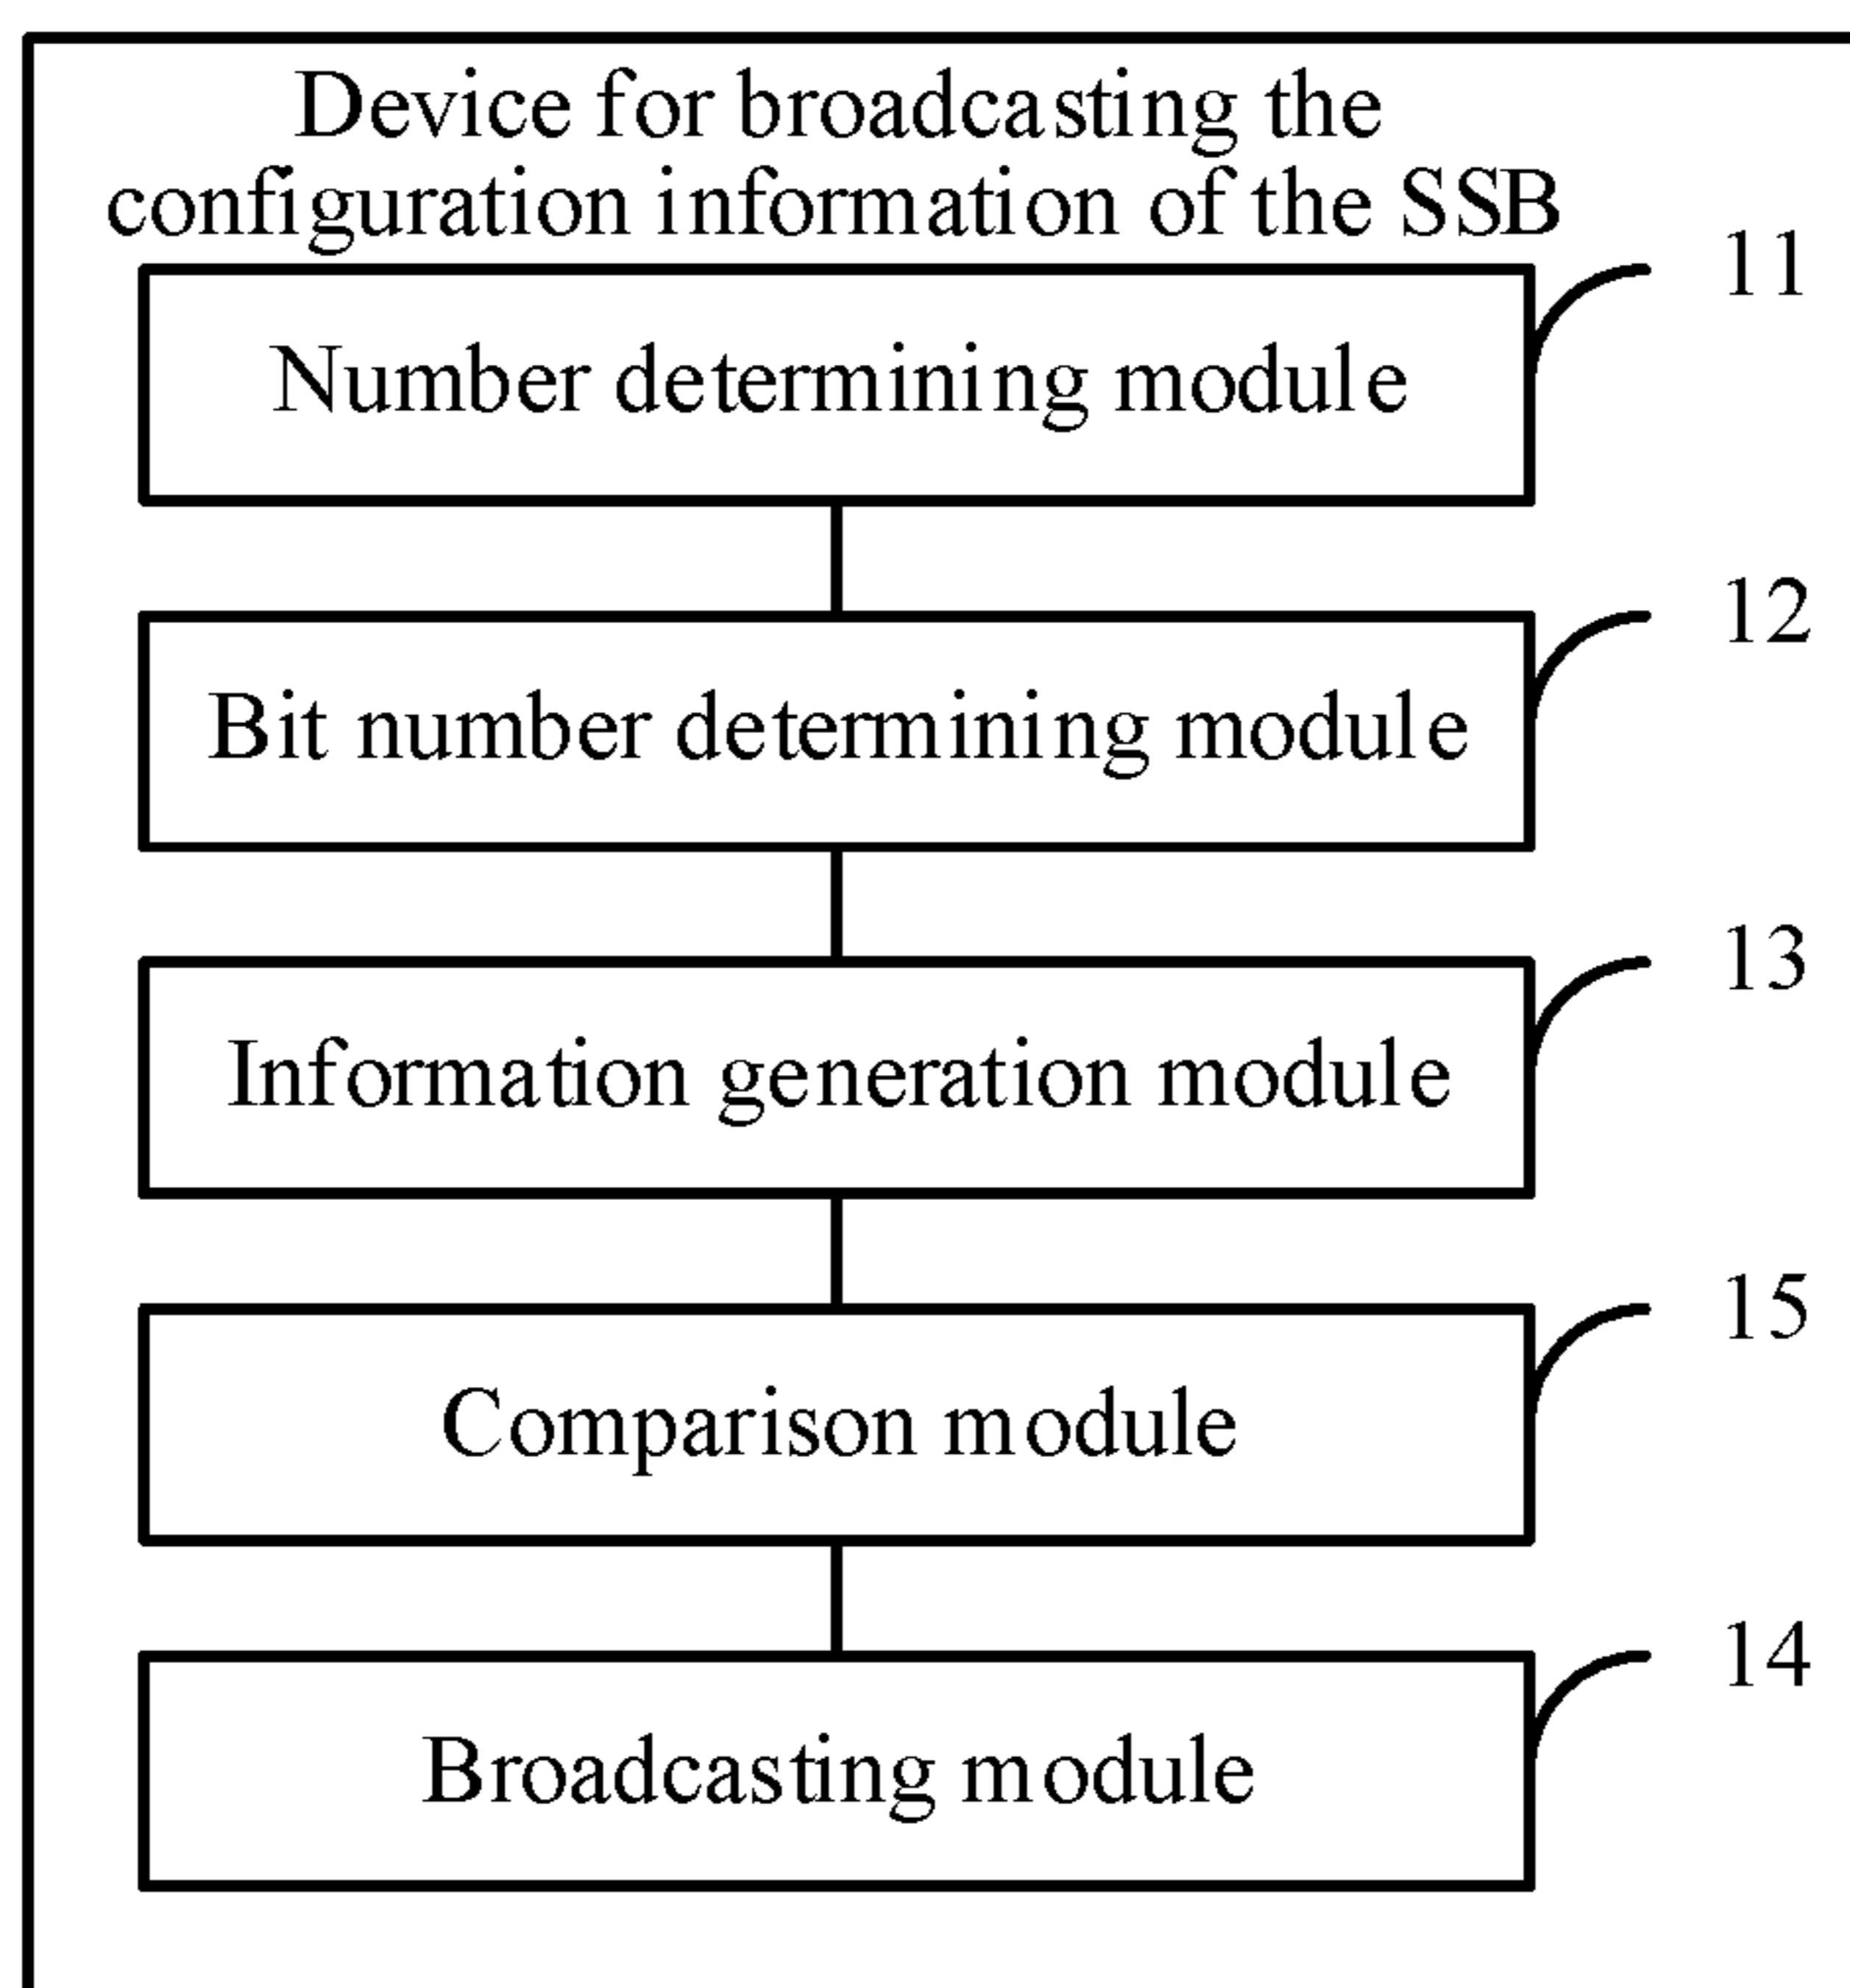 Device for broadcasting the
configuration information of the SSB
11
Number determining module
12
Bit number determining module
13
Information generation module
15
Comparison module
14
Broadcasting module